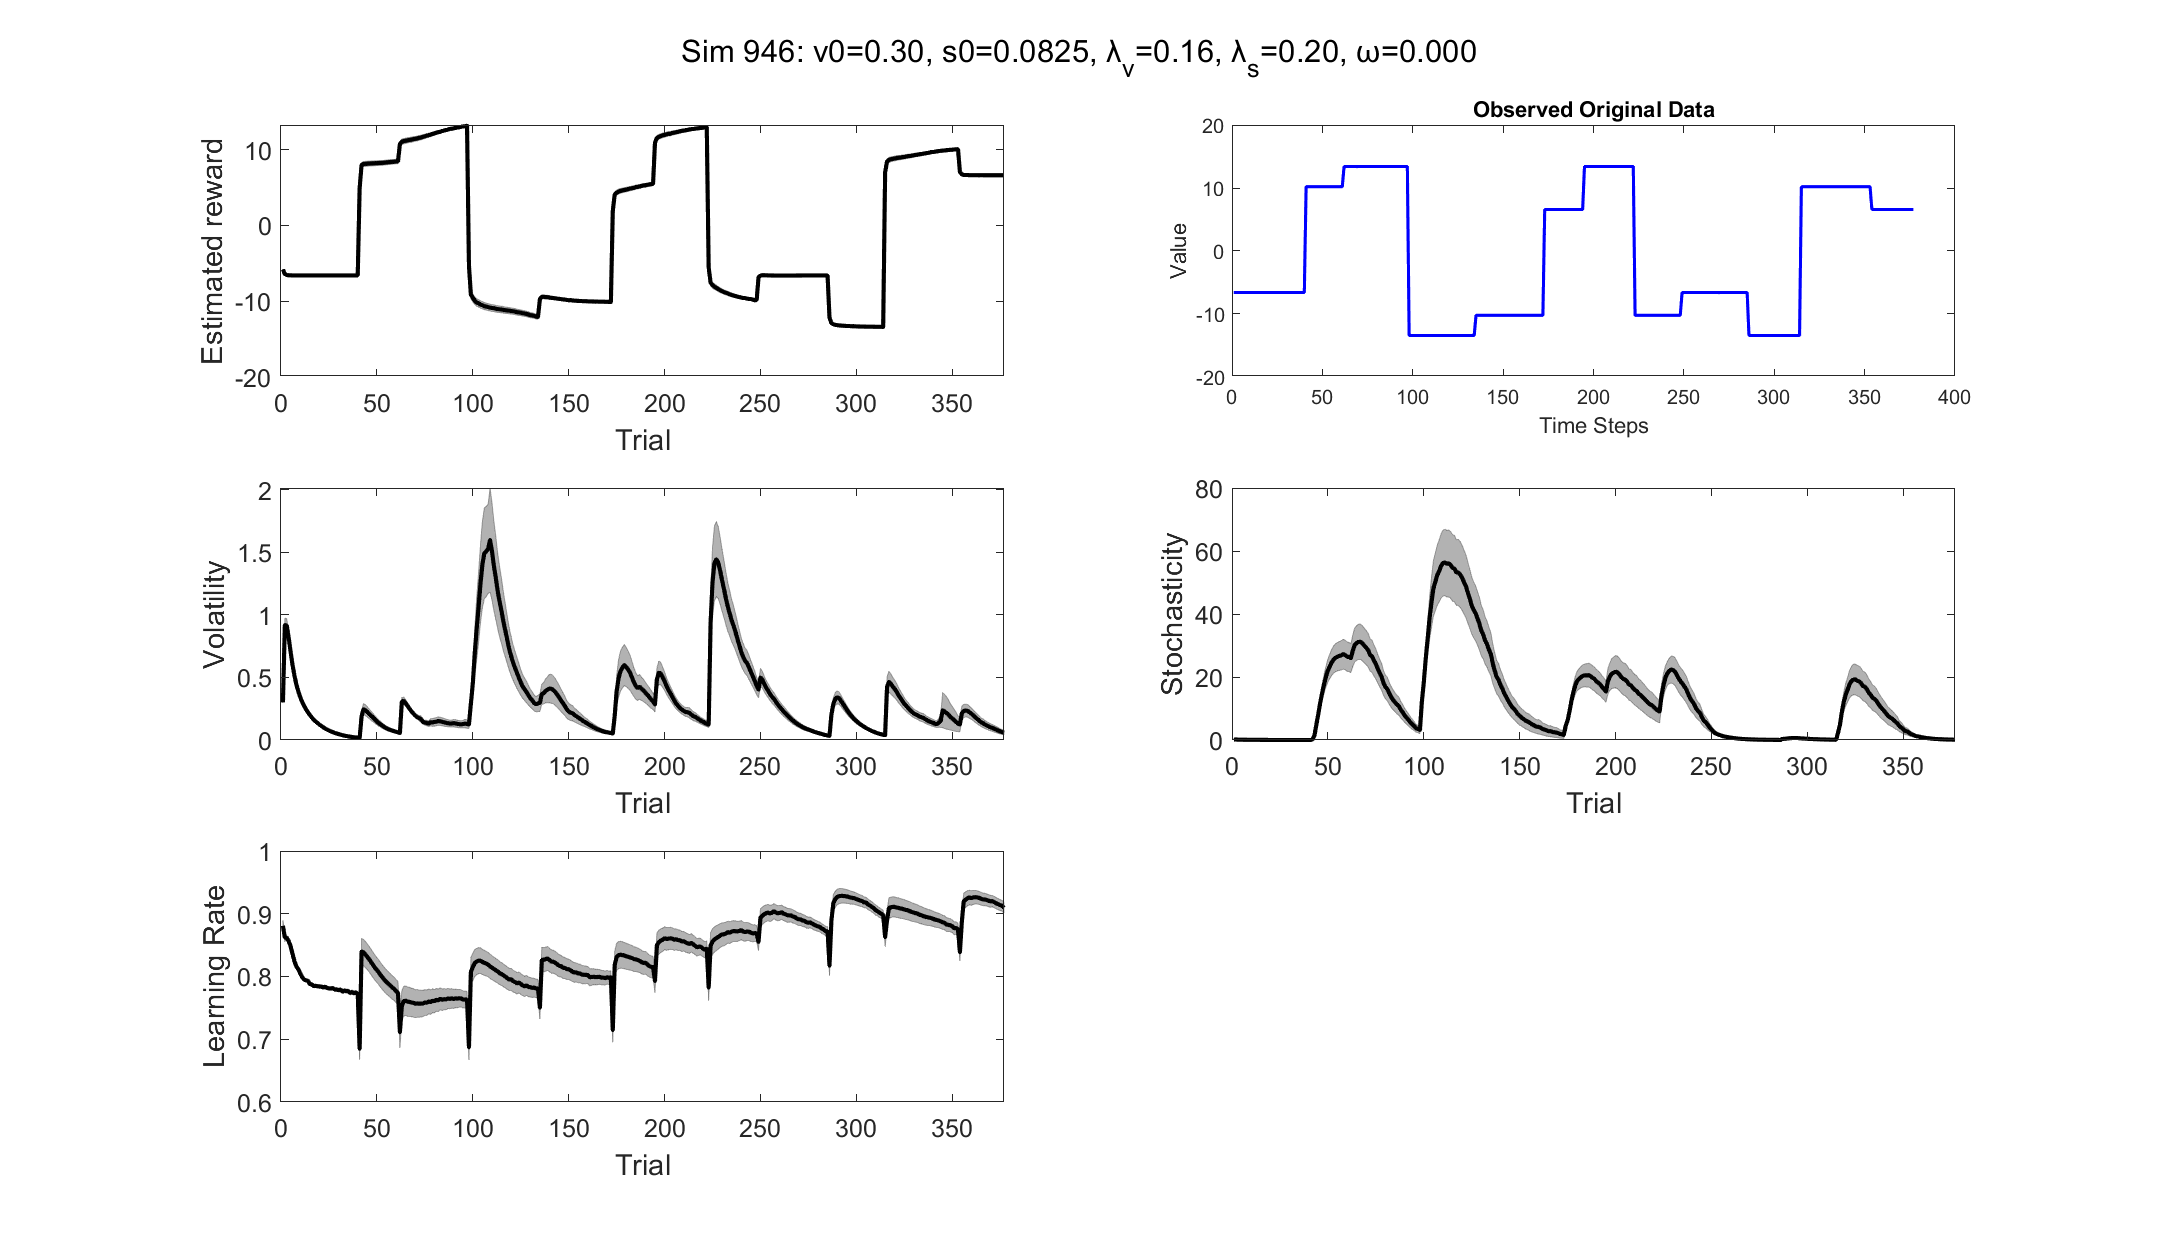 Sim 946: v0=0.30, s0=0.0825, λv=0.16, λs=0.20, ω=0.000
Estimated reward
10
0
-10
-20
0 50 100 150 200 250 300 350
Trial
Observed Original Data
Value
20
10
0
-10
-20
0 50 100 150 200 250 300 350 400
Time Steps
Volatility
2
1.5
1
0.5
0
0 50 100 150 200 250 300 350
Trial
Stochasticity
80
60
40
20
0
0 50 100 150 200 250 300 350
Trial
Learning Rate
1
0.9
0.8
0.7
0.6
0 50 100 150 200 250 300 350
Trial